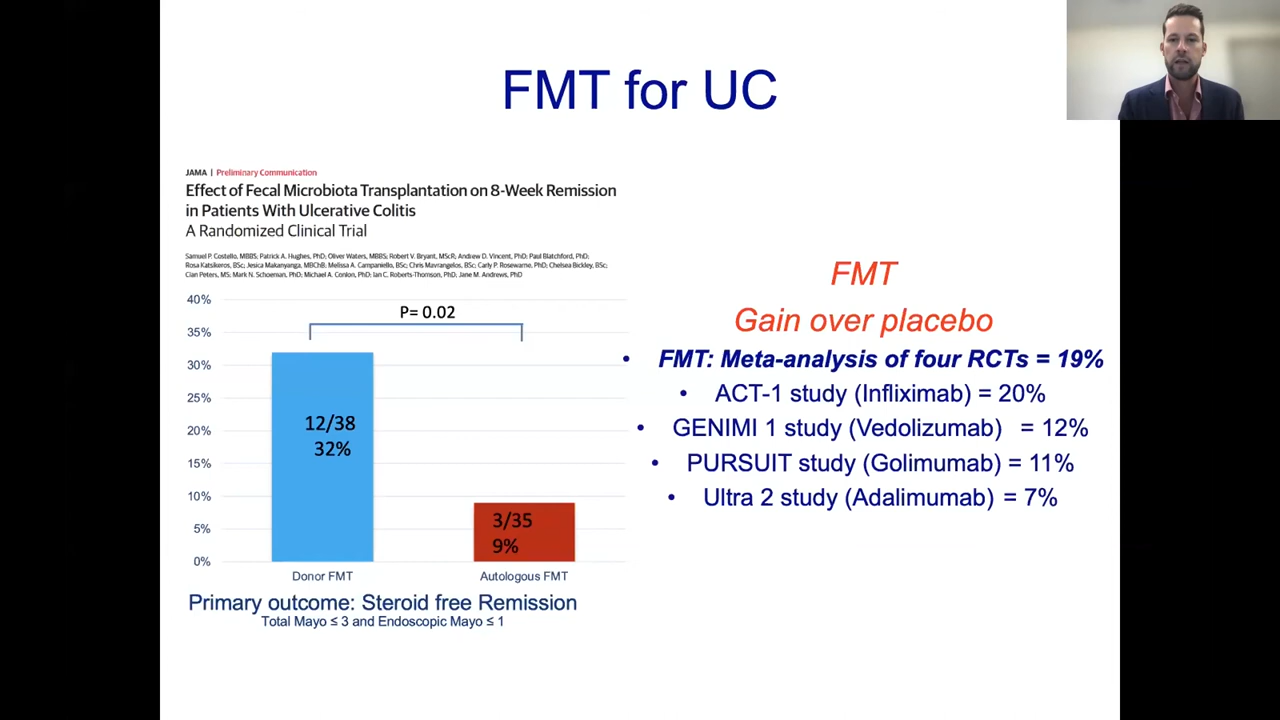 FMT for UC
JAMA | Preliminary Communication
Effect of Fecal Microbiota Transplantation on 8-Week Remission
in Patients With Ulcerative Colitis
A Randomized Clinical Trial
Samuel P. Costello, MBBS; Patrick A. Hughes, PhD; Oliver Waters, MBBS; Robert V. Bryant, MScR; Andrew D. Vincent, PhD; Paul Blatchford, PhD;
Rosa Katsikeros, BSc; Jesica Makanyanga, MBChB; Melissa A. Campaniello, BSc; Chris Mavrangelos, BSc; Carly P. Rosewarne, PhD; Chelsea Bickley, BSc;
Cian Peters, MS; Mark N. Schoeman, PhD; Michael A. Conlon, PhD; Ian C. Roberts-Thomson, PhD; Jane M. Andrews, PhD
40%
35%
30%
25%
20%
15%
10%
5%
0%
P= 0.02
12/38
32%
3/35
9%
Donor FMT
Autologous FMT
Primary outcome: Steroid free Remission
Total Mayo ≤ 3 and Endoscopic Mayo ≤ 1
FMT
Gain over placebo
• FMT: Meta-analysis of four RCTs = 19%
• ACT-1 study (Infliximab) = 20%
• GENIMI 1 study (Vedolizumab) = 12%
• PURSUIT study (Golimumab) = 11%
• Ultra 2 study (Adalimumab) = 7%